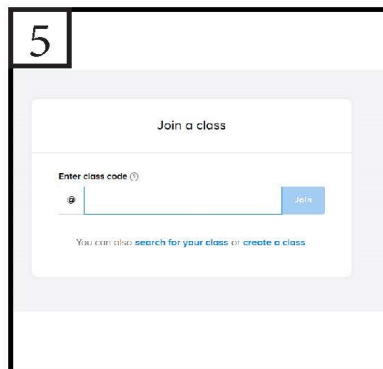 5
Join a class
Enter class code ?
@ Join
You can also search for your class or create a class